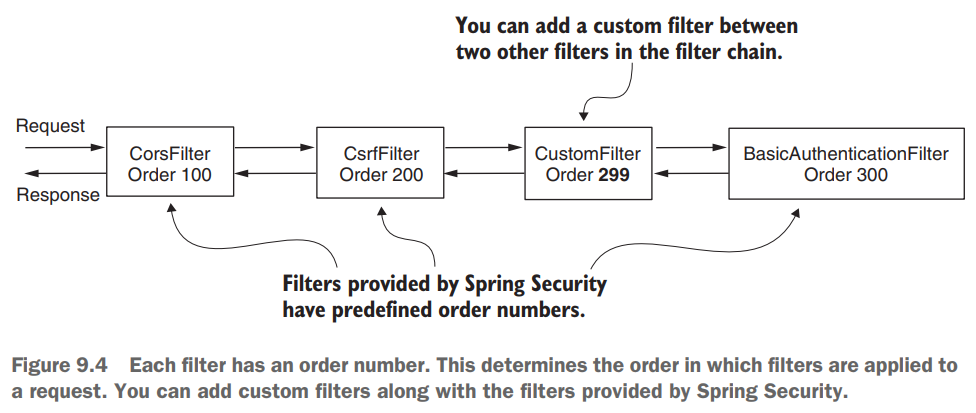 You can add a custom filter between
two other filters in the filter chain.
Request
Response
CorsFilter
Order 100
CsrfFilter
Order 200
CustomFilter
Order 299
BasicAuthenticationFilter
Order 300
Filters provided by Spring Security
have predefined order numbers.
Figure 9.4 Each filter has an order number. This determines the order in which filters are applied to
a request. You can add custom filters along with the filters provided by Spring Security.